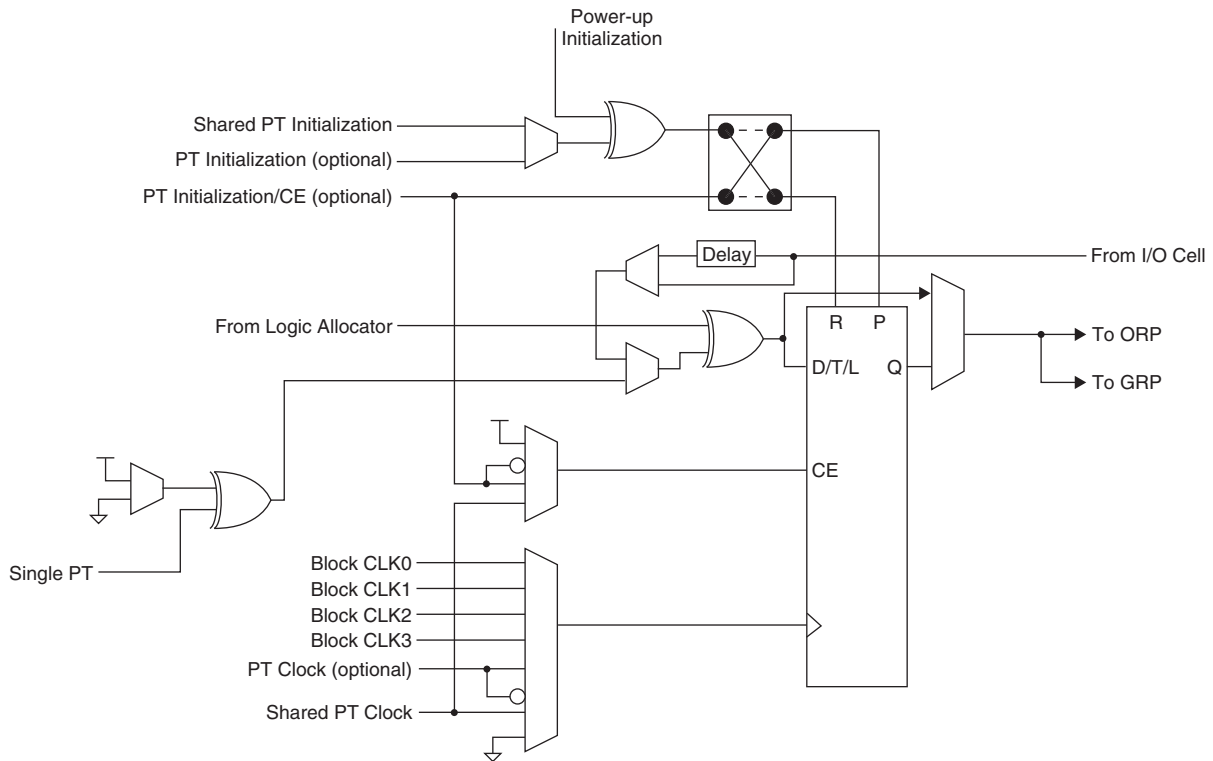 Power-up
Initialization
Shared PT Initialization
PT Initialization (optional)
PT Initialization/CE (optional)
Delay
From I/O Cell
From Logic Allocator
R
P
To ORP
D/T/L
Q
To GRP
CE
Single PT
Block CLK0
Block CLK1
Block CLK2
Block CLK3
PT Clock (optional)
Shared PT Clock